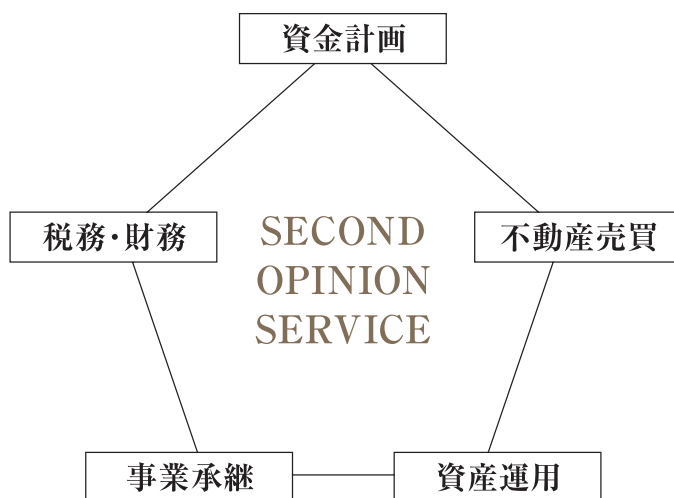 資金計画
税務・財務
不動産売買
SECOND
OPINION
SERVICE
事業承継
資産運用